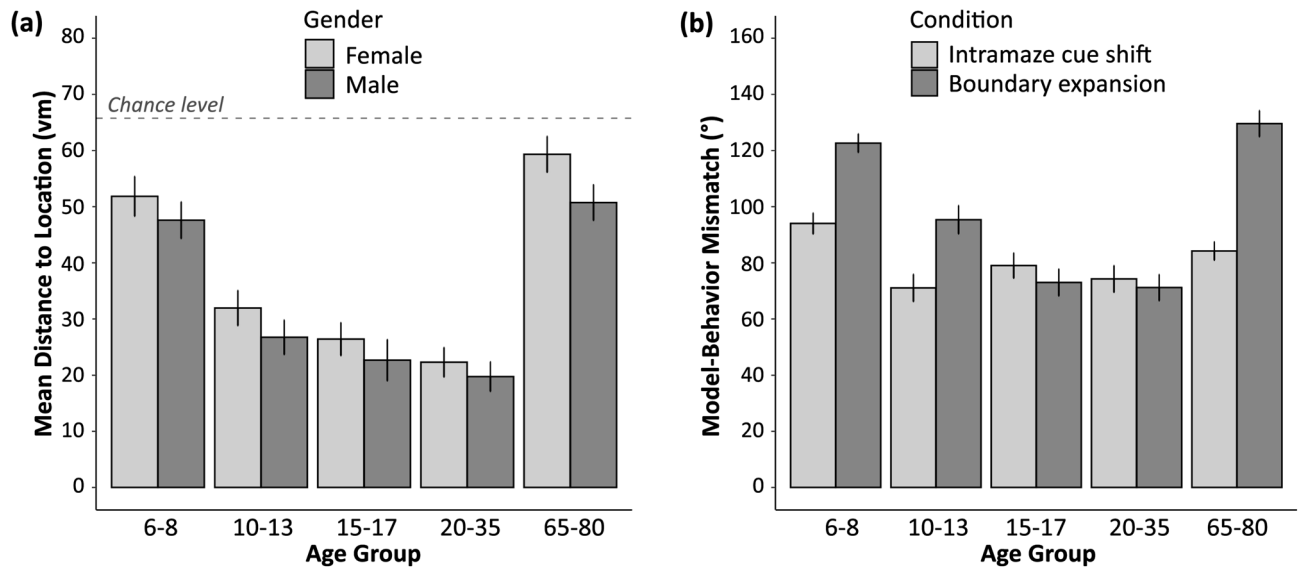 (a)
Gender
Female
Male
Chance level
Mean Distance to Location (vm)
80
70
60
50
40
30
20
10
0
6-8 10-13 15-17 20-35 65-80
Age Group
(b)
Condition
Intramaze cue shift
Boundary expansion
Model-Behavior Mismatch (°)
160
140
120
100
80
60
40
20
0
6-8 10-13 15-17 20-35 65-80
Age Group